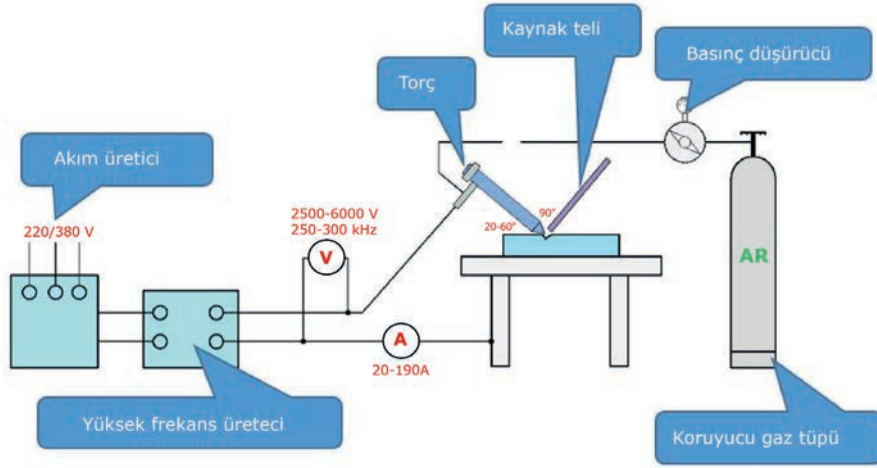 Kaynak teli
Basınç düşürücü
Torç
Akım üretici
220/380 V
2500-6000 V
250-300 kHz
V
20-60°
90°
AR
A
20-190A
Yüksek frekans üreteci
Koruyucu gaz tüpü